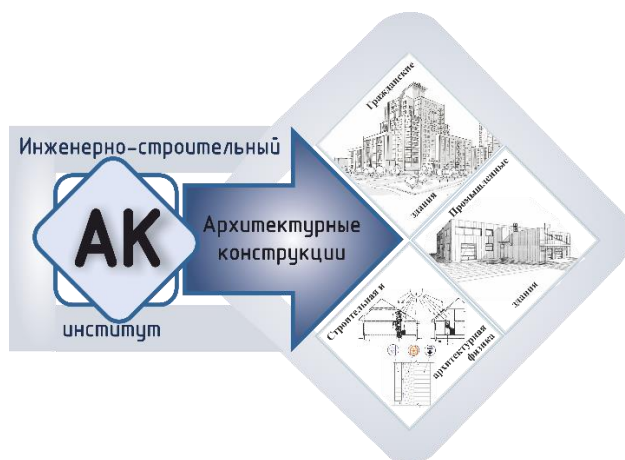 Инженерно-строительный
АК
институт
Архитектурные
конструкции
Гражданские
здания
Промышленные
здания
Строительная и
архитектурная
физика